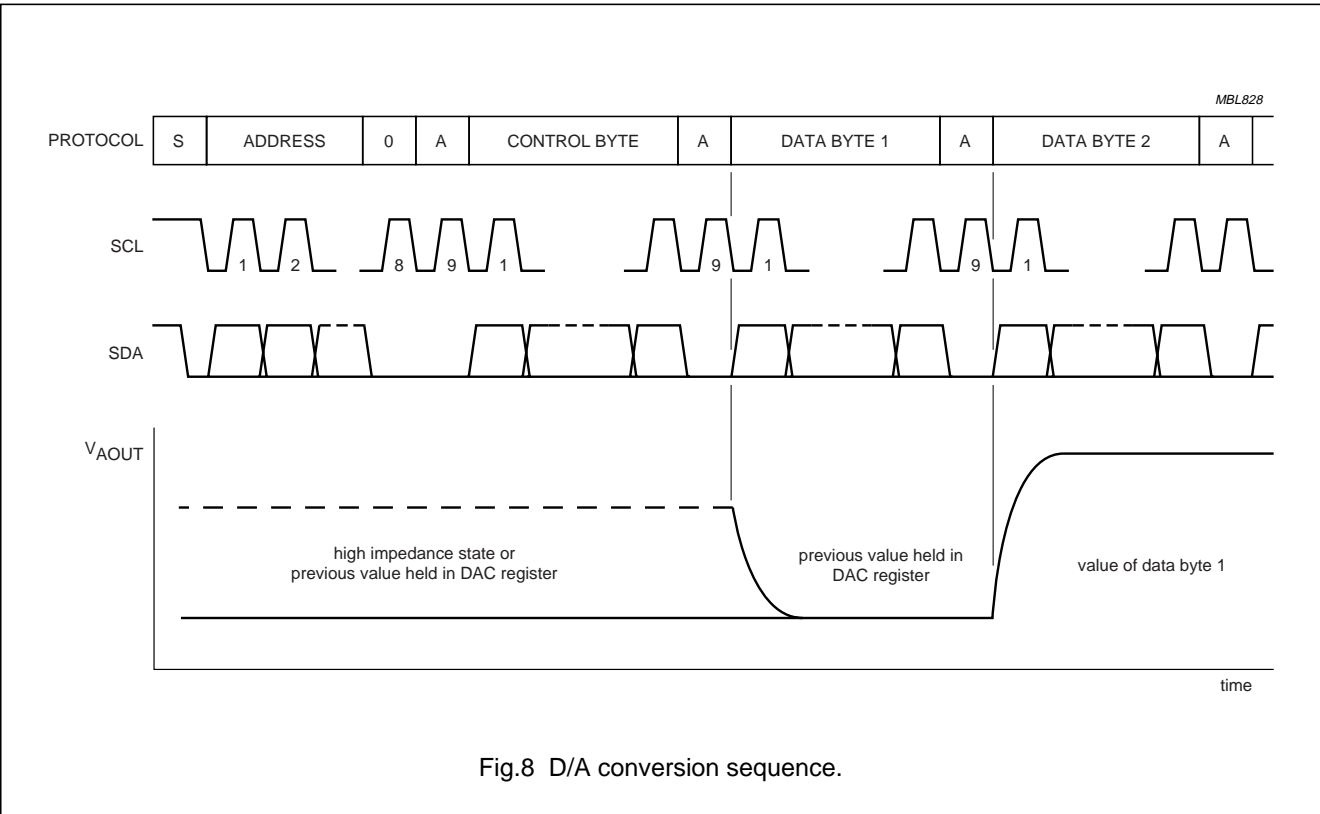 MBL828
PROTOCOL S ADDRESS 0 A CONTROL BYTE A DATA BYTE 1 A DATA BYTE 2 A
SCL 1 2 8 9 1 9 1 9 1
SDA
VAOUT
high impedance state or
previous value held in DAC register
previous value held in
DAC register
value of data byte 1
time
Fig.8 D/A conversion sequence.